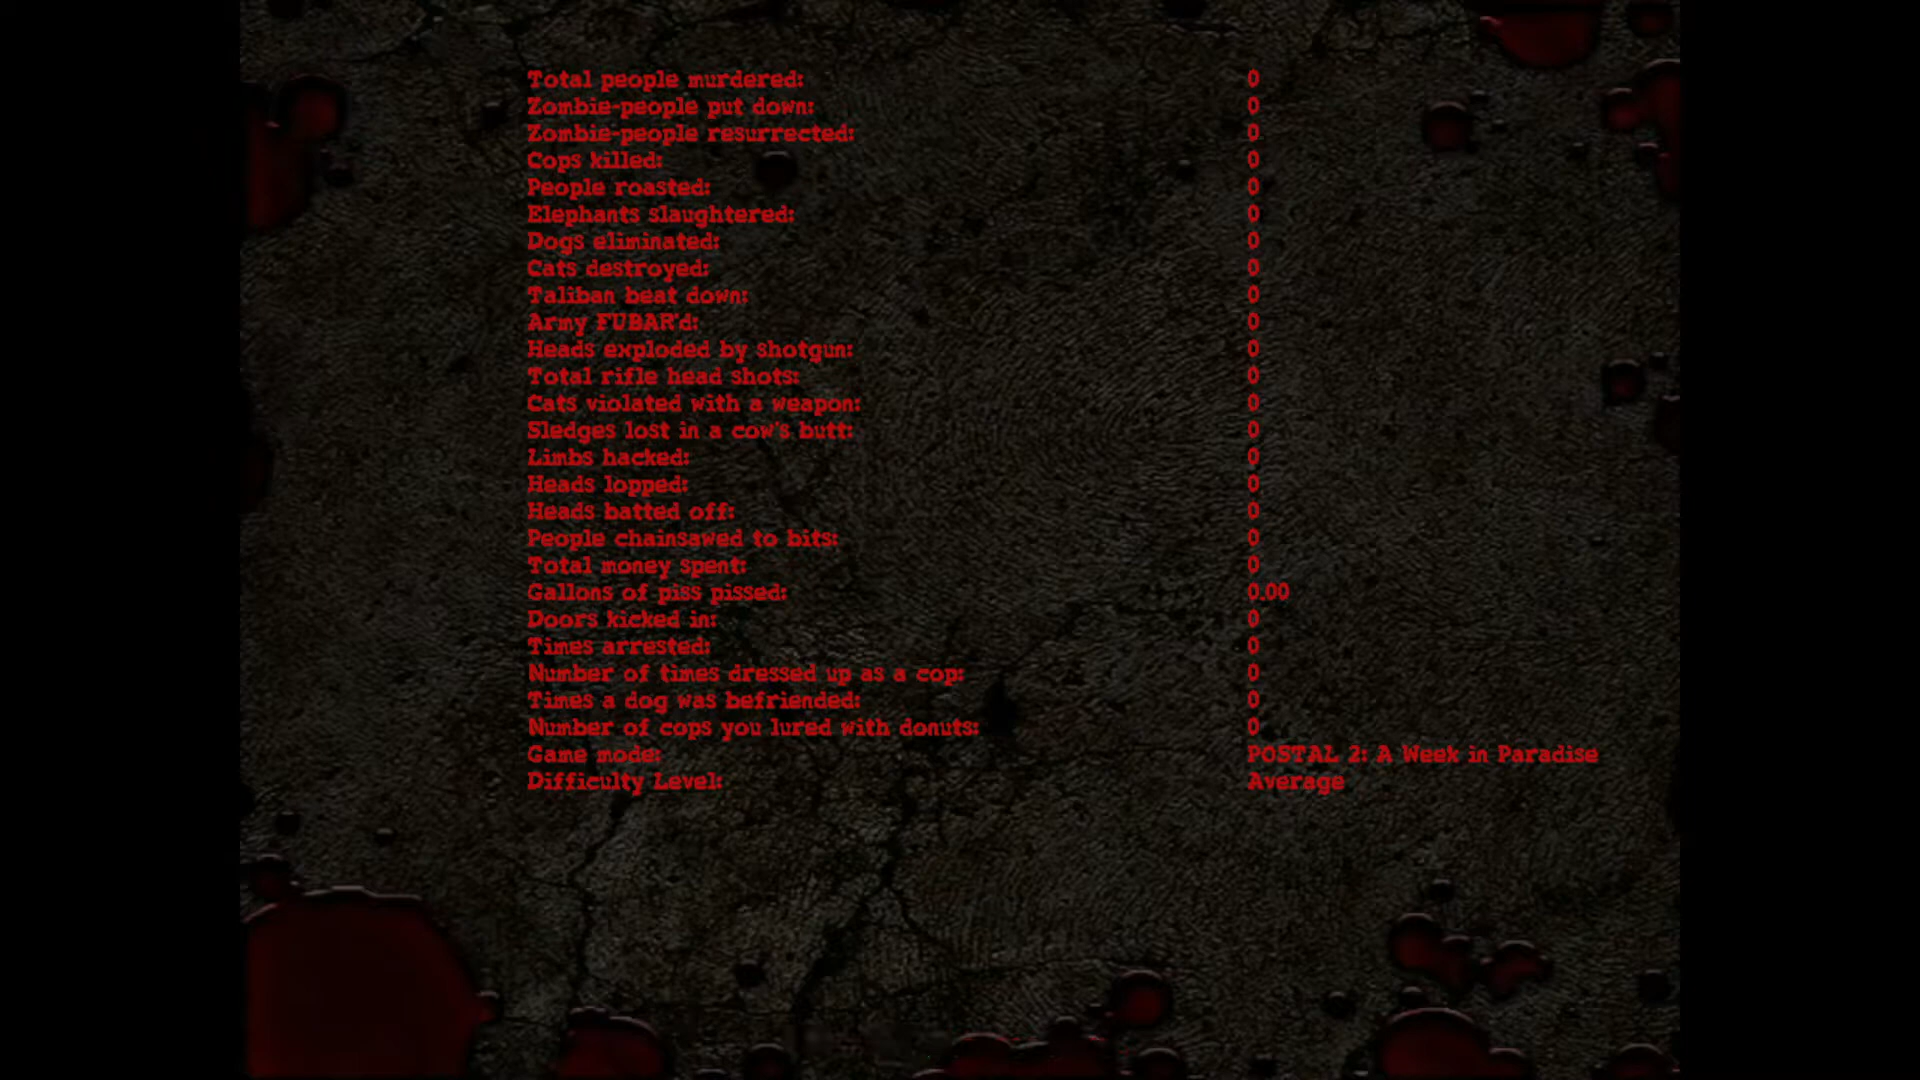 Total people murdered: 0
Zombie-people put down: 0
Zombie-people resurrected: 0
Cops killed: 0
People roasted: 0
Elephants slaughtered: 0
Dogs eliminated: 0
Cats destroyed: 0
Taliban beat down: 0
Army FUBAR'd: 0
Heads exploded by shotgun: 0
Total rifle head shots: 0
Cats violated with a weapon: 0
Sledges lost in a cow's butt: 0
Limbs hacked: 0
Heads lopped: 0
Heads batted off: 0
People chainsawed to bits: 0
Total money spent: 0
Gallons of piss pissed: 0.00
Doors kicked in: 0
Times arrested: 0
Number of times dressed up as a cop: 0
Times a dog was befriended: 0
Number of cops you lured with donuts: 0
Game mode: POSTAL 2: A Week in Paradise
Difficulty Level: Average